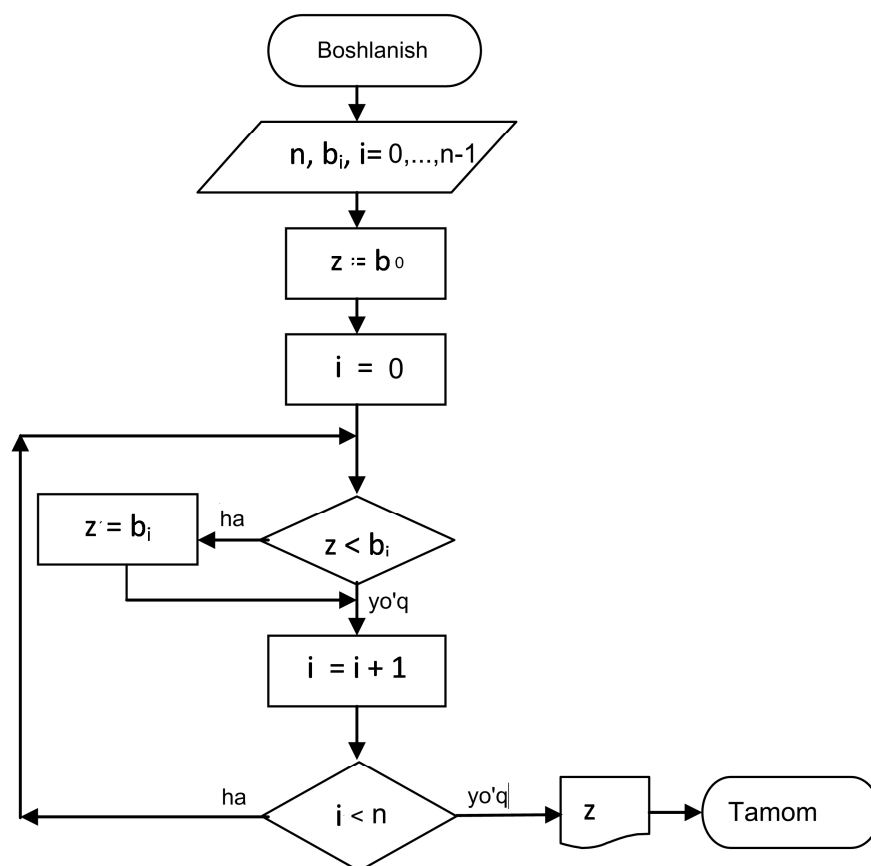 Boshlanish
n, bᵢ, i= 0,...,n-1
z := b₀
i = 0
ha
z = bᵢ
z < bᵢ
yo'q
i = i + 1
ha
i < n
yo'q
z
Tamom